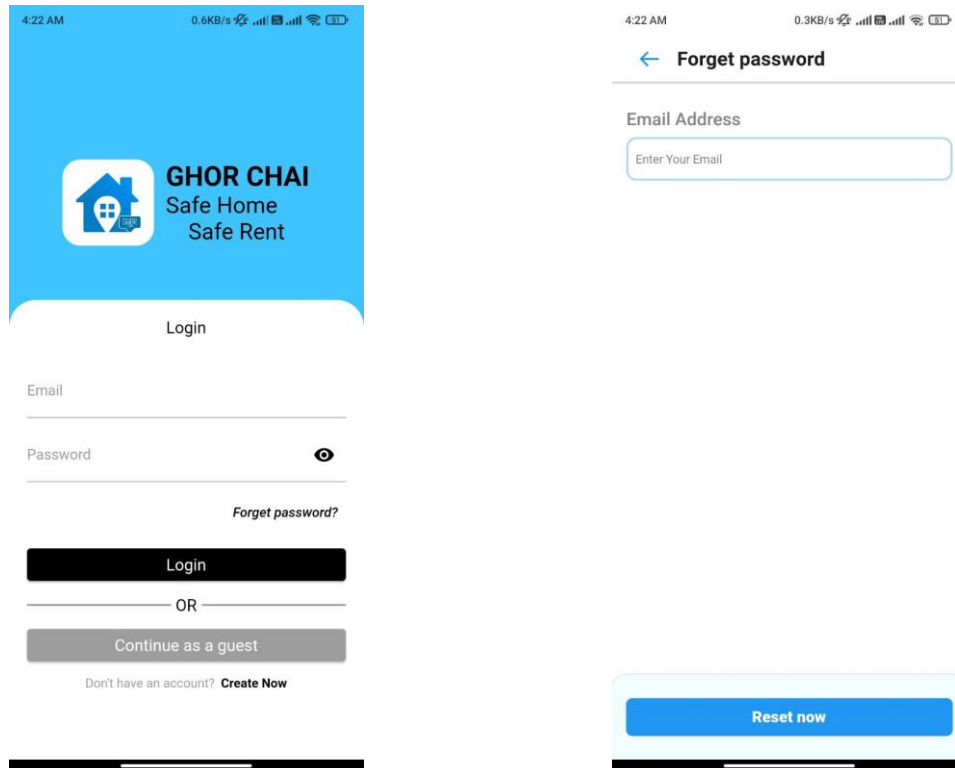 4:22 AM 0.6KB/s 51
GHOR CHAI
Safe Home
Safe Rent
Login
Email
Password
Forget password?
Login
OR
Continue as a guest
Don't have an account? Create Now
4:22 AM 0.3KB/s 51
Forget password
Email Address
Enter Your Email
Reset now